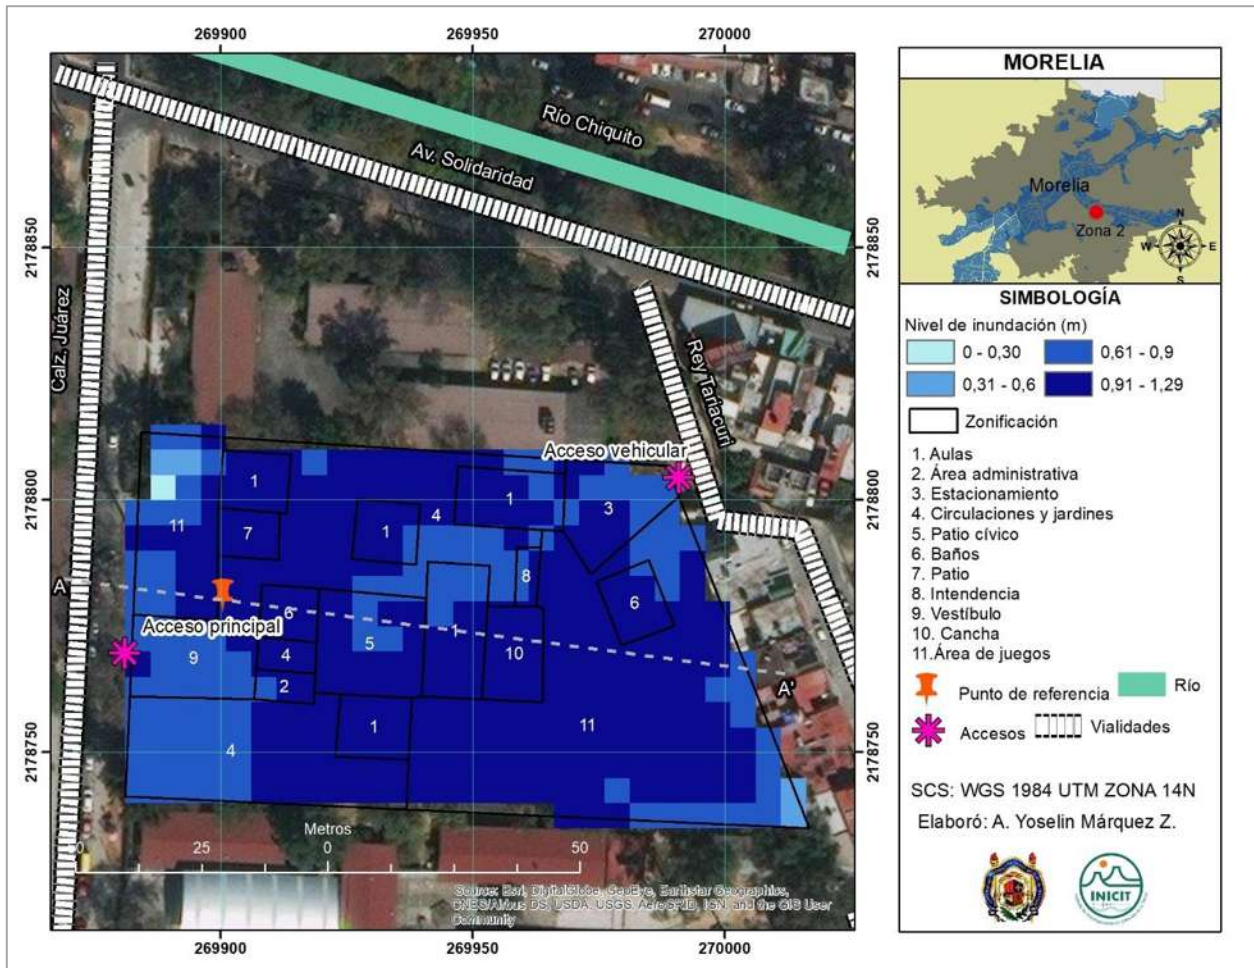 269900
269950
270000
2178850
2178800
2178750
Río Chiquito
Av. Solidaridad
Calz. Juárez
Rey Tariacuri
Acceso vehicular
1
1
3
11
7
1
4
8
6
6
A
Acceso principal
5
1
10
9
4
2
A'
1
11
4
Metros
0
25
0
50
Source: Esri, DigitalGlobe, GeoEye, Earthstar Geographics,
CNES/Airbus DS, USDA, USGS, AeroGRID, IGN, and the GIS User
Community
2178850
2178800
2178750
269900
269950
270000
MORELIA
Morelia
Zona 2
N
W
E
S
SIMBOLOGÍA
Nivel de inundación (m)
0 - 0,30
0,61 - 0,9
0,31 - 0,6
0,91 - 1,29
Zonificación
1. Aulas
2. Área administrativa
3. Estacionamiento
4. Circulaciones y jardines
5. Patio cívico
6. Baños
7. Patio
8. Intendencia
9. Vestíbulo
10. Cancha
11.Área de juegos
Punto de referencia
Río
Accesos
Vialidades
SCS: WGS 1984 UTM ZONA 14N
Elaboró: A. Yoselin Márquez Z.
INICIT